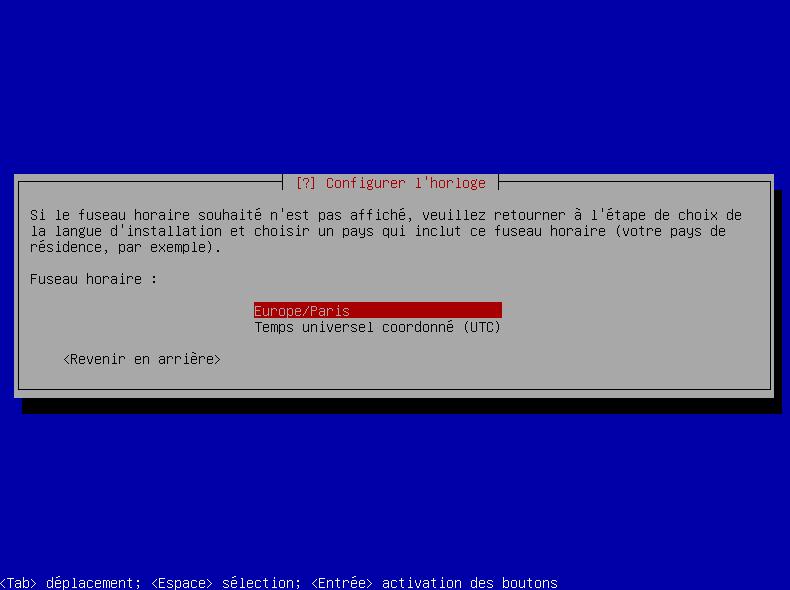 [?] Configurer l'horloge
Si le fuseau horaire souhaité n'est pas affiché, veuillez retourner à l'étape de choix de
la langue d'installation et choisir un pays qui inclut ce fuseau horaire (votre pays de
résidence, par exemple).
Fuseau horaire :
Europe/Paris
Temps universel coordonné (UTC)
<Revenir en arrière>
<Tab> déplacement; <Espace> sélection; <Entrée> activation des boutons